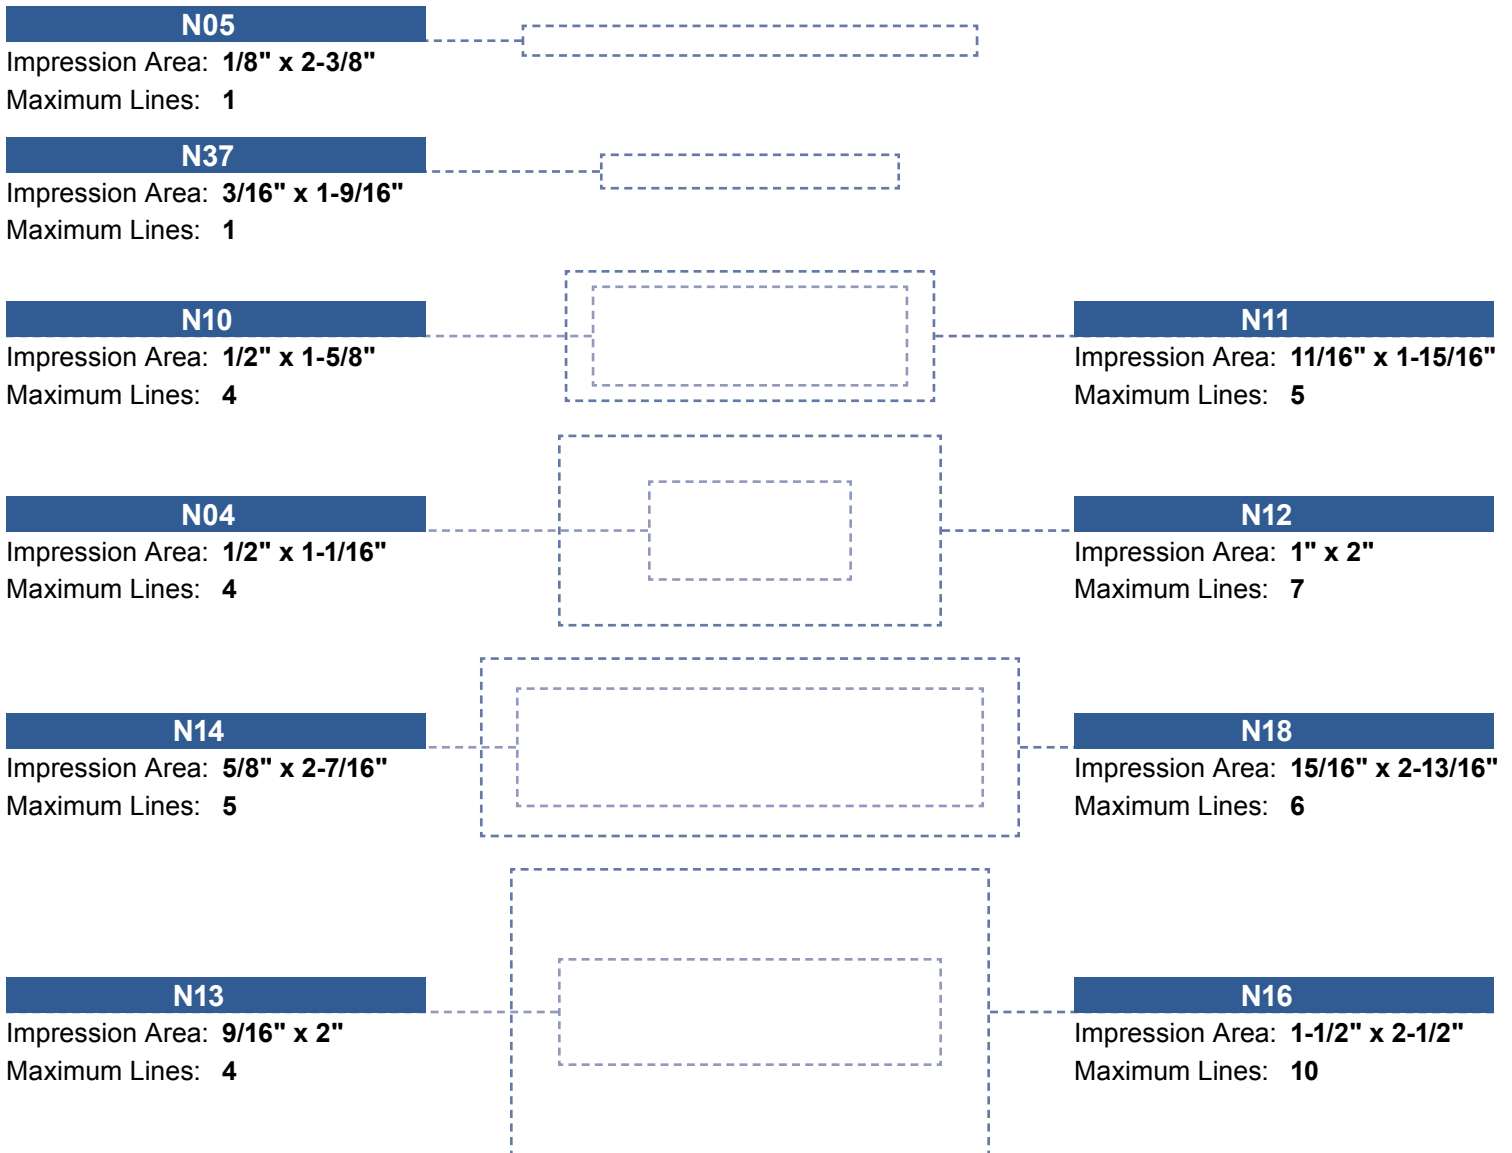 N05
Impression Area: 1/8" x 2-3/8"
Maximum Lines: 1
N37
Impression Area: 3/16" x 1-9/16"
Maximum Lines: 1
N10
Impression Area: 1/2" x 1-5/8"
Maximum Lines: 4
N11
Impression Area: 11/16" x 1-15/16"
Maximum Lines: 5
N04
Impression Area: 1/2" x 1-1/16"
Maximum Lines: 4
N12
Impression Area: 1" x 2"
Maximum Lines: 7
N14
Impression Area: 5/8" x 2-7/16"
Maximum Lines: 5
N18
Impression Area: 15/16" x 2-13/16"
Maximum Lines: 6
N13
Impression Area: 9/16" x 2"
Maximum Lines: 4
N16
Impression Area: 1-1/2" x 2-1/2"
Maximum Lines: 10